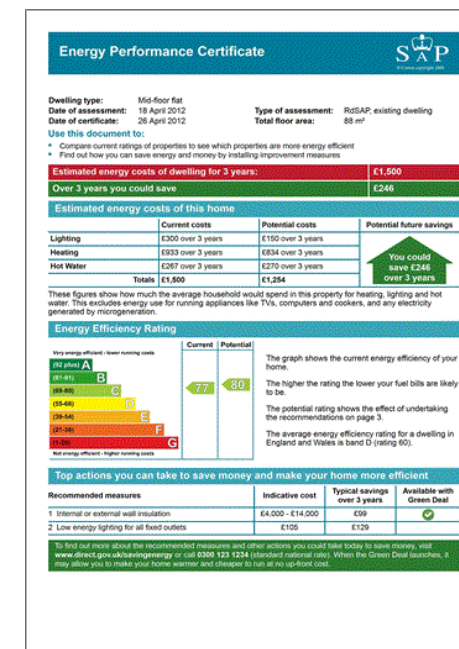 Energy Performance Certificate
SAP
Dwelling type: Mid-floor flat
Date of assessment: 18 April 2012 Type of assessment: RdSAP, existing dwelling
Date of certificate: 26 April 2012 Total floor area: 88 m²
Use this document to:
• Compare current ratings of properties to see which properties are more energy efficient
• Find out how you can save energy and money by installing improvement measures
Estimated energy costs of dwelling for 3 years: £1,500
Over 3 years you could save £246
Estimated energy costs of this home
Current costs Potential costs Potential future savings
Lighting £300 over 3 years £150 over 3 years
Heating £933 over 3 years £834 over 3 years
Hot Water £267 over 3 years £270 over 3 years
Totals £1,500 £1,254
You could
save £246
over 3 years
These figures show how much the average household would spend in this property for heating, lighting and hot
water. This excludes energy use for running appliances like TVs, computers and cookers, and any electricity
generated by microgeneration.
Energy Efficiency Rating
Current Potential
Very energy efficient - lower running costs
(92 plus) A
(81-91) B
(69-80) C
(55-68) D
(39-54) E
(21-38) F
(1-20) G
Not energy efficient - higher running costs
77 80
The graph shows the current energy efficiency of your
home.
The higher the rating the lower your fuel bills are likely
to be.
The potential rating shows the effect of undertaking
the recommendations on page 3.
The average energy efficiency rating for a dwelling in
England and Wales is band D (rating 60).
Top actions you can take to save money and make your home more efficient
Recommended measures Indicative cost Typical savings over 3 years Available with Green Deal
1 Internal or external wall insulation £4,000 - £14,000 £99
2 Low energy lighting for all fixed outlets £105 £129
To find out more about the recommended measures and other actions you could take today to save money, visit
www.direct.gov.uk/savingenergy or call 0300 123 1234 (standard national rate). When the Green Deal launches, it
may allow you to make your home warmer and cheaper to run at no up-front cost.